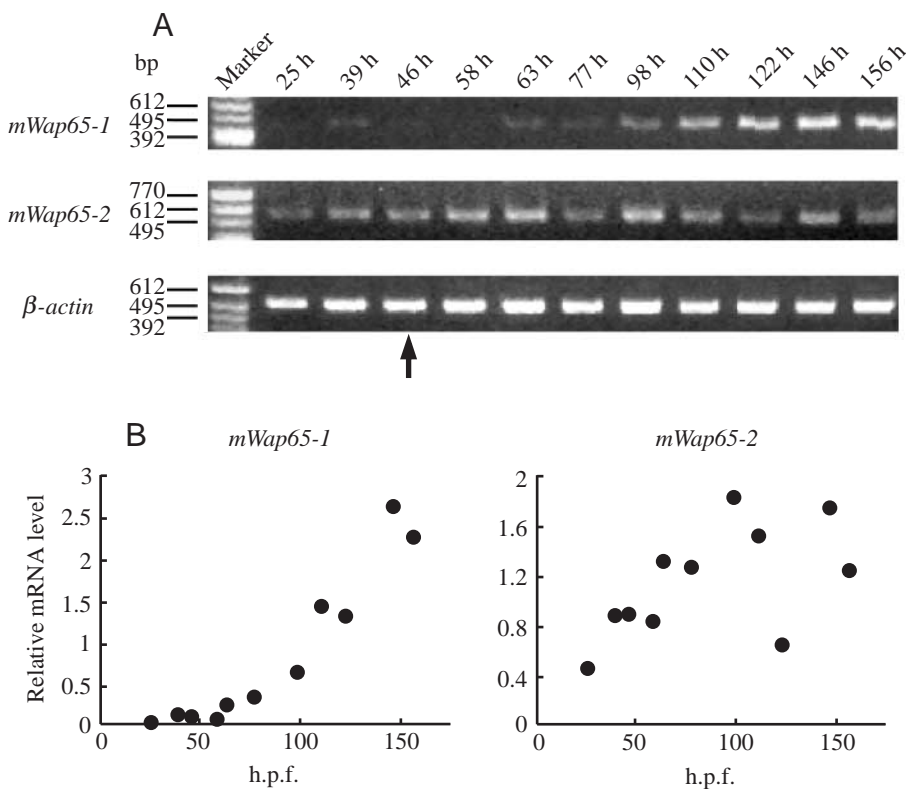 A
bp
Marker 25 h 39 h 46 h 58 h 63 h 77 h 98 h 110 h 122 h 146 h 156 h
mWap65-1
612
495
392
mWap65-2
770
612
495
β-actin
612
495
392
B
mWap65-1
Relative mRNA level
3
2.5
2
1.5
1
0.5
0
0 50 100 150
h.p.f.
mWap65-2
2
1.6
1.2
0.8
0.4
0
0 50 100 150
h.p.f.